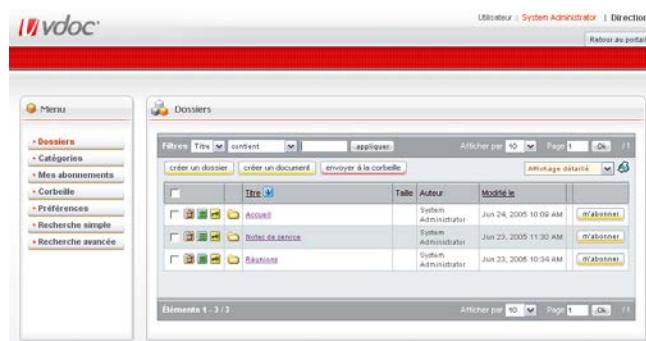 vdoc
Utilisateur : System Administrator | Direction
Retour au portail
Menu
Dossiers
Catégories
Mes abonnements
Corbeille
Préférences
Recherche simple
Recherche avancée
Dossiers
Filtres Titre contient appliquer Afficher par 10 Page 1 Ok / 1
créer un dossier créer un document envoyer à la corbeille Affichage détaillé
Titre Taille Auteur Modifié le
Accueil System Administrator Jun 24, 2005 10:09 AM m'abonner
Notes de service System Administrator Jun 23, 2005 11:30 AM m'abonner
Réunions System Administrator Jun 23, 2005 10:34 AM m'abonner
Éléments 1 - 3 / 3 Afficher par 10 Page 1 Ok / 1